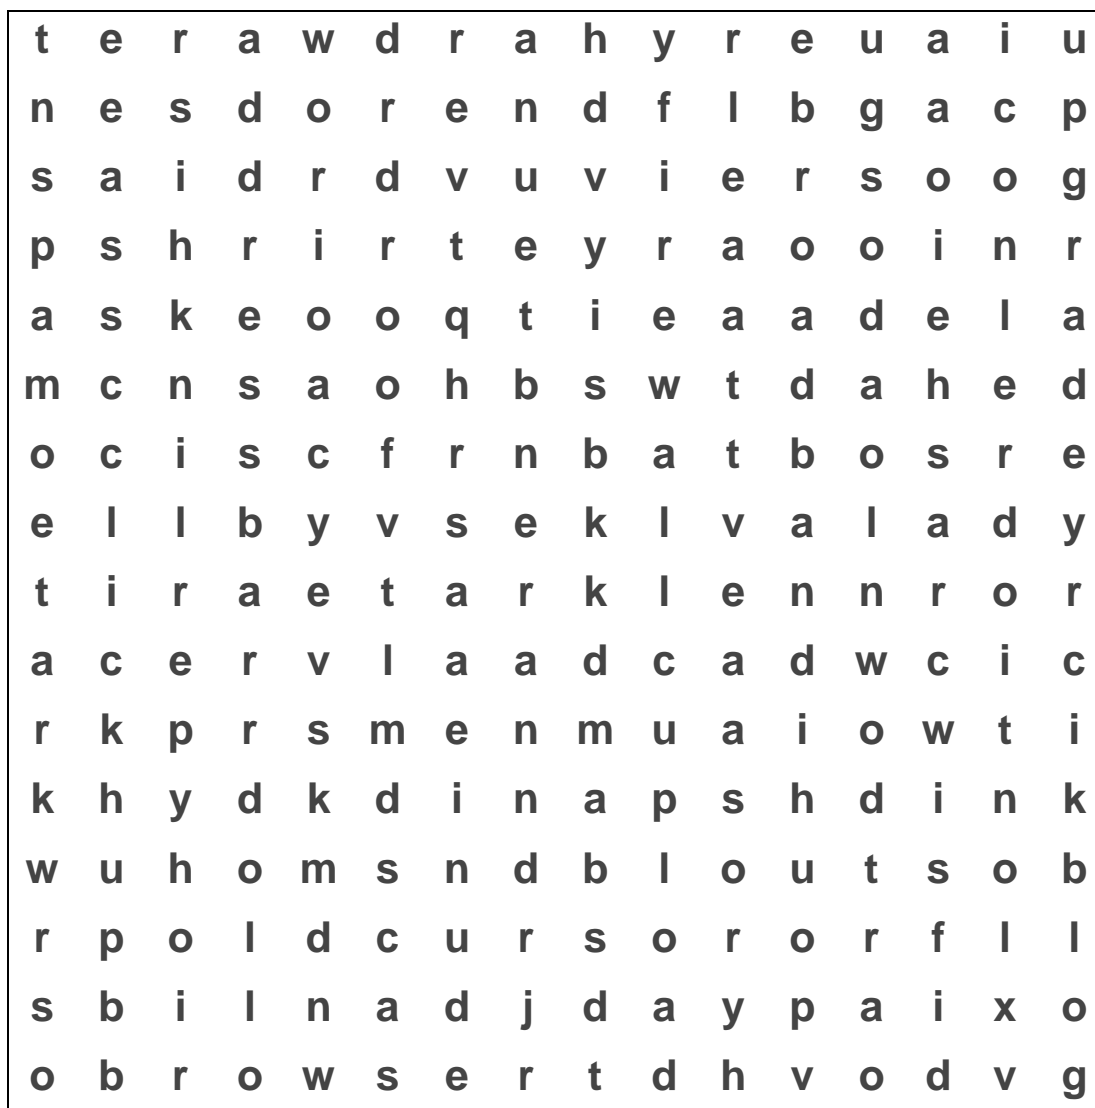 t e r a w d r a h y r e u a i u
n e s d o r e n d f l b g a c p
s a i d r d v u v i e r s o o g
p s h r i r t e y r a o o i n r
a s k e o o q t i e a a d e l a
m c n s a o h b s w t d a h e d
o c i s c f r n b a t b o s r e
e l l b y v s e k l v a l a d y
t i r a e t a r k l e n n r o r
a c e r v l a a d c a d w c i c
r k p r s m e n m u a i o w t i
k h y d k d i n a p s h d i n k
w u h o m s n d b l o u t s o b
r p o l d c u r s o r o r f l l
s b i l n a d j d a y p a i x o
o b r o w s e r t d h v o d v g